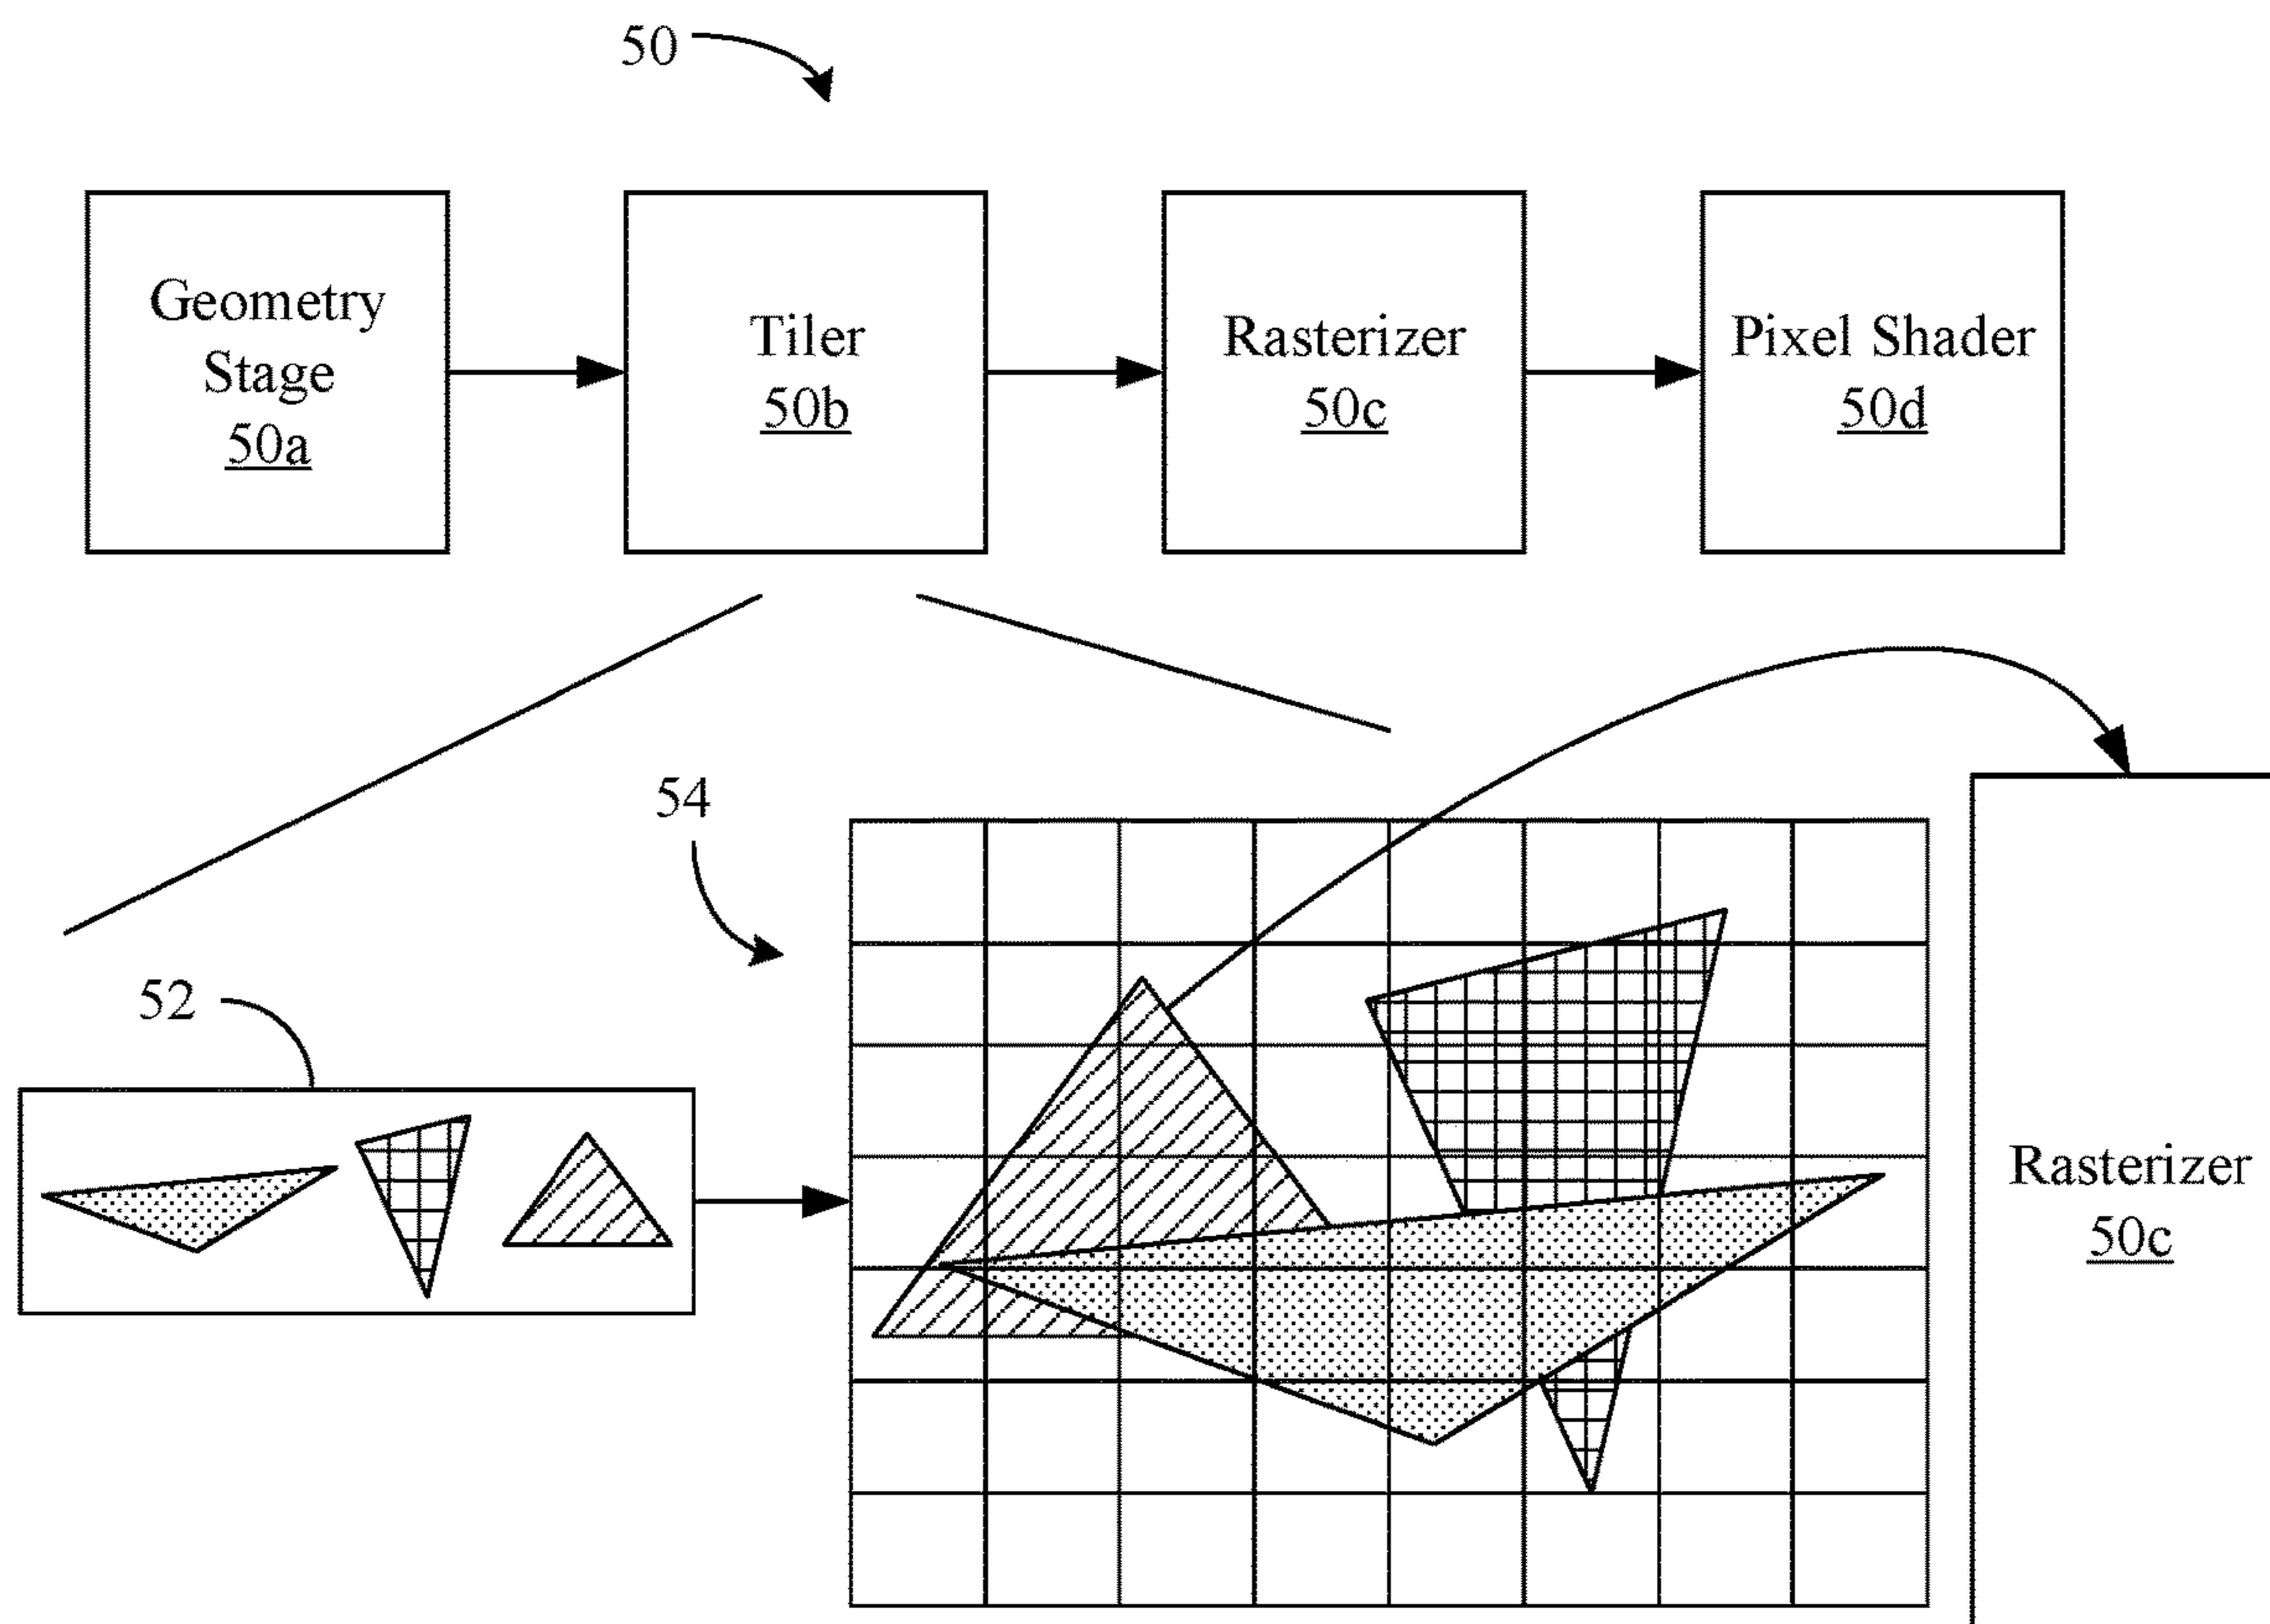 50
Geometry
Stage
50a
Tiler
50b
Rasterizer
50c
Pixel Shader
50d
54
52
Rasterizer
50c